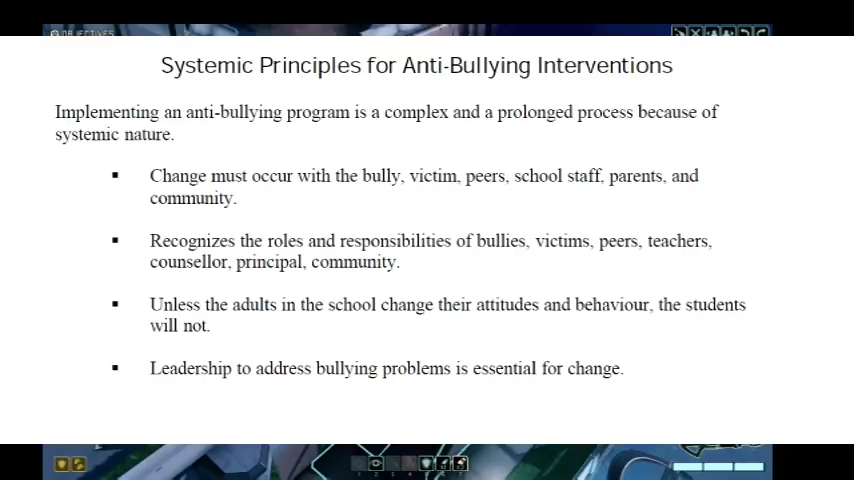 OBJECTIVES
Systemic Principles for Anti-Bullying Interventions
Implementing an anti-bullying program is a complex and a prolonged process because of
systemic nature.
Change must occur with the bully, victim, peers, school staff, parents, and
community.
Recognizes the roles and responsibilities of bullies, victims, peers, teachers,
counsellor, principal, community.
Unless the adults in the school change their attitudes and behaviour, the students
will not.
Leadership to address bullying problems is essential for change.